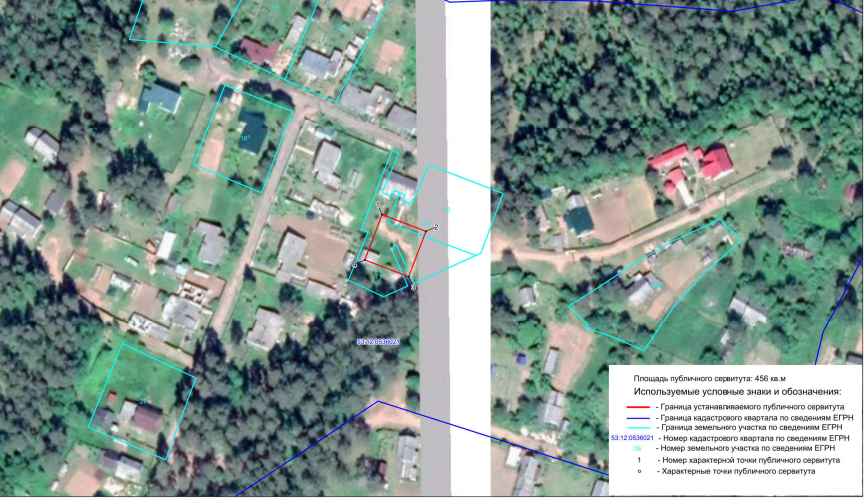 1
2
4
3
53:12:0536021
Площадь публичного сервитута: 456 кв.м
Используемые условные знаки и обозначения:
- Граница устанавливаемого публичного сервитута
- Граница кадастрового квартала по сведениям ЕГРН
- Граница земельного участка по сведениям ЕГРН
53:12:0536021 - Номер кадастрового квартала по сведениям ЕГРН
:16 - Номер земельного участка по сведениям ЕГРН
1 - Номер характерной точки публичного сервитута
- Характерные точки публичного сервитута